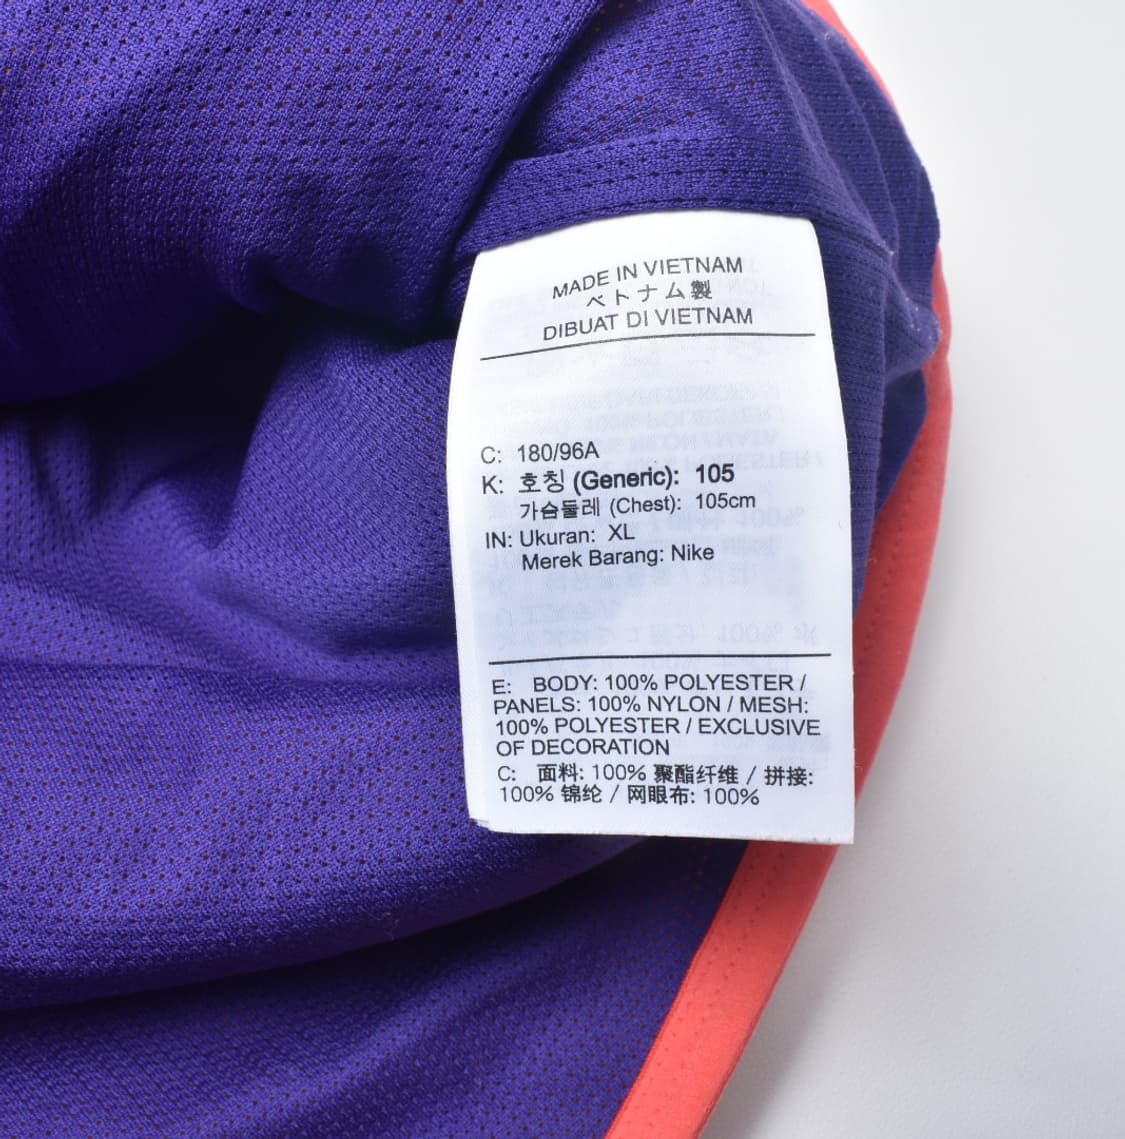 MADE IN VIETNAM
ベトナム製
DIBUAT DI VIETNAM
C: 180/96A
K: 호칭 (Generic): 105
가슴둘레 (Chest): 105cm
IN: Ukuran: XL
Merek Barang: Nike
E: BODY: 100% POLYESTER /
PANELS: 100% NYLON / MESH:
100% POLYESTER / EXCLUSIVE
OF DECORATION
C: 面料: 100% 聚酯纤维 / 拼接:
100% 锦纶 / 网眼布: 100%